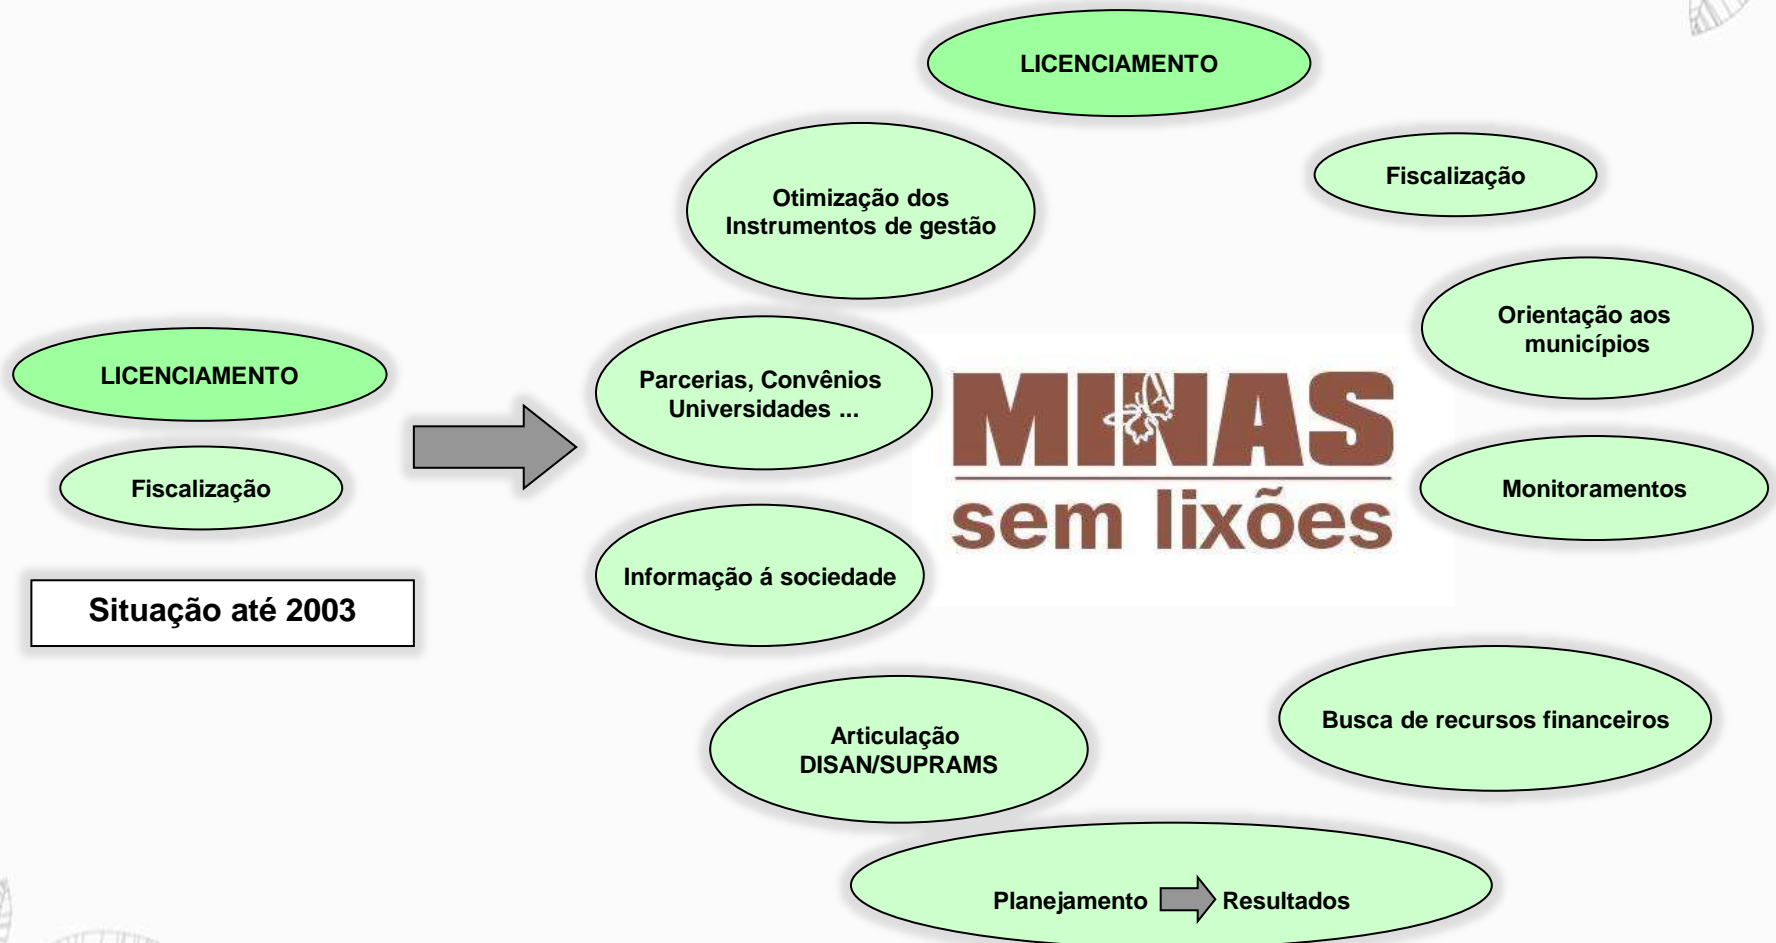 LICENCIAMENTO
Fiscalização
Situação até 2003
LICENCIAMENTO
Fiscalização
Orientação aos
municípios
Monitoramentos
Busca de recursos financeiros
Planejamento Resultados
Articulação
DISAN/SUPRAMS
Informação á sociedade
Parcerias, Convênios
Universidades ...
Otimização dos
Instrumentos de gestão
MINAS
sem lixões